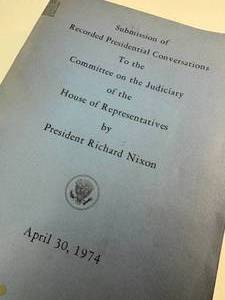 Submission of
Recorded Presidential Conversations
To the
Committee on the Judiciary
of the
House of Representatives
by
President Richard Nixon
April 30, 1974